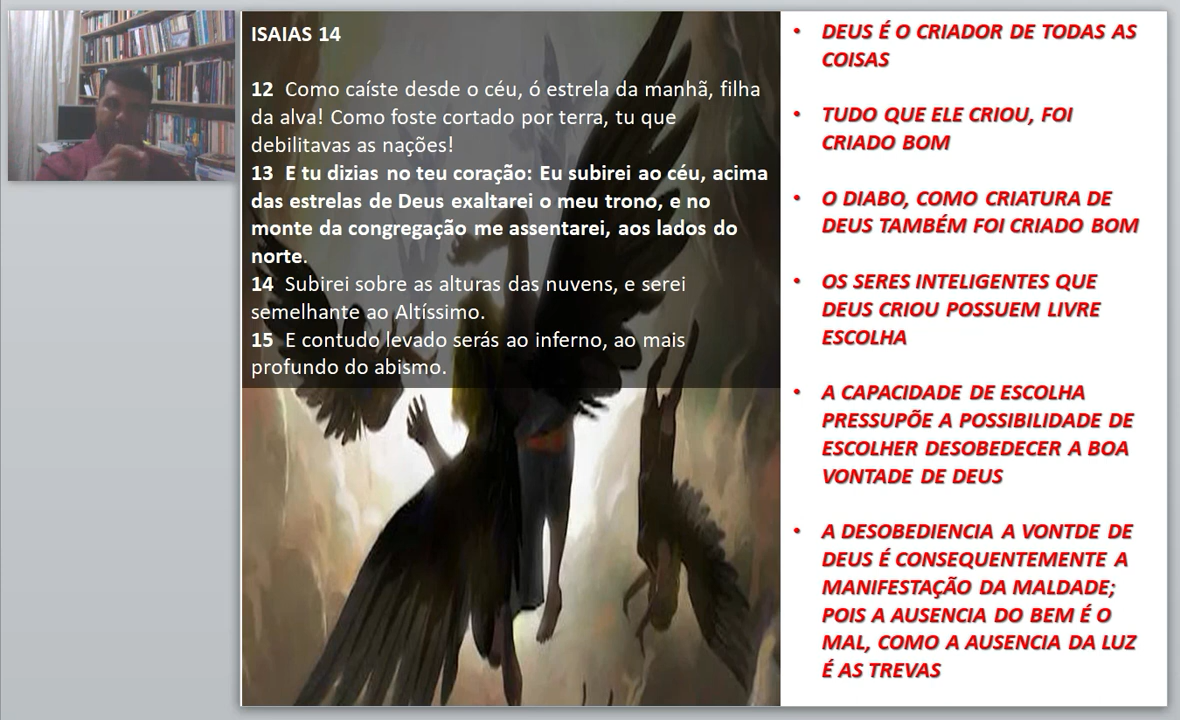 ISAIAS 14
12 Como caíste desde o céu, ó estrela da manhã, filha
da alva! Como foste cortado por terra, tu que
debilitavas as nações!
13 E tu dizias no teu coração: Eu subirei ao céu, acima
das estrelas de Deus exaltarei o meu trono, e no
monte da congregação me assentarei, aos lados do
norte.
14 Subirei sobre as alturas das nuvens, e serei
semelhante ao Altíssimo.
15 E contudo levado serás ao inferno, ao mais
profundo do abismo.
• DEUS É O CRIADOR DE TODAS AS
COISAS
• TUDO QUE ELE CRIOU, FOI
CRIADO BOM
• O DIABO, COMO CRIATURA DE
DEUS TAMBÉM FOI CRIADO BOM
• OS SERES INTELIGENTES QUE
DEUS CRIOU POSSUEM LIVRE
ESCOLHA
• A CAPACIDADE DE ESCOLHA
PRESSUPÕE A POSSIBILIDADE DE
ESCOLHER DESOBEDECER A BOA
VONTADE DE DEUS
• A DESOBEDIENCIA A VONTDE DE
DEUS É CONSEQUENTEMENTE A
MANIFESTAÇÃO DA MALDADE;
POIS A AUSENCIA DO BEM É O
MAL, COMO A AUSENCIA DA LUZ
É AS TREVAS